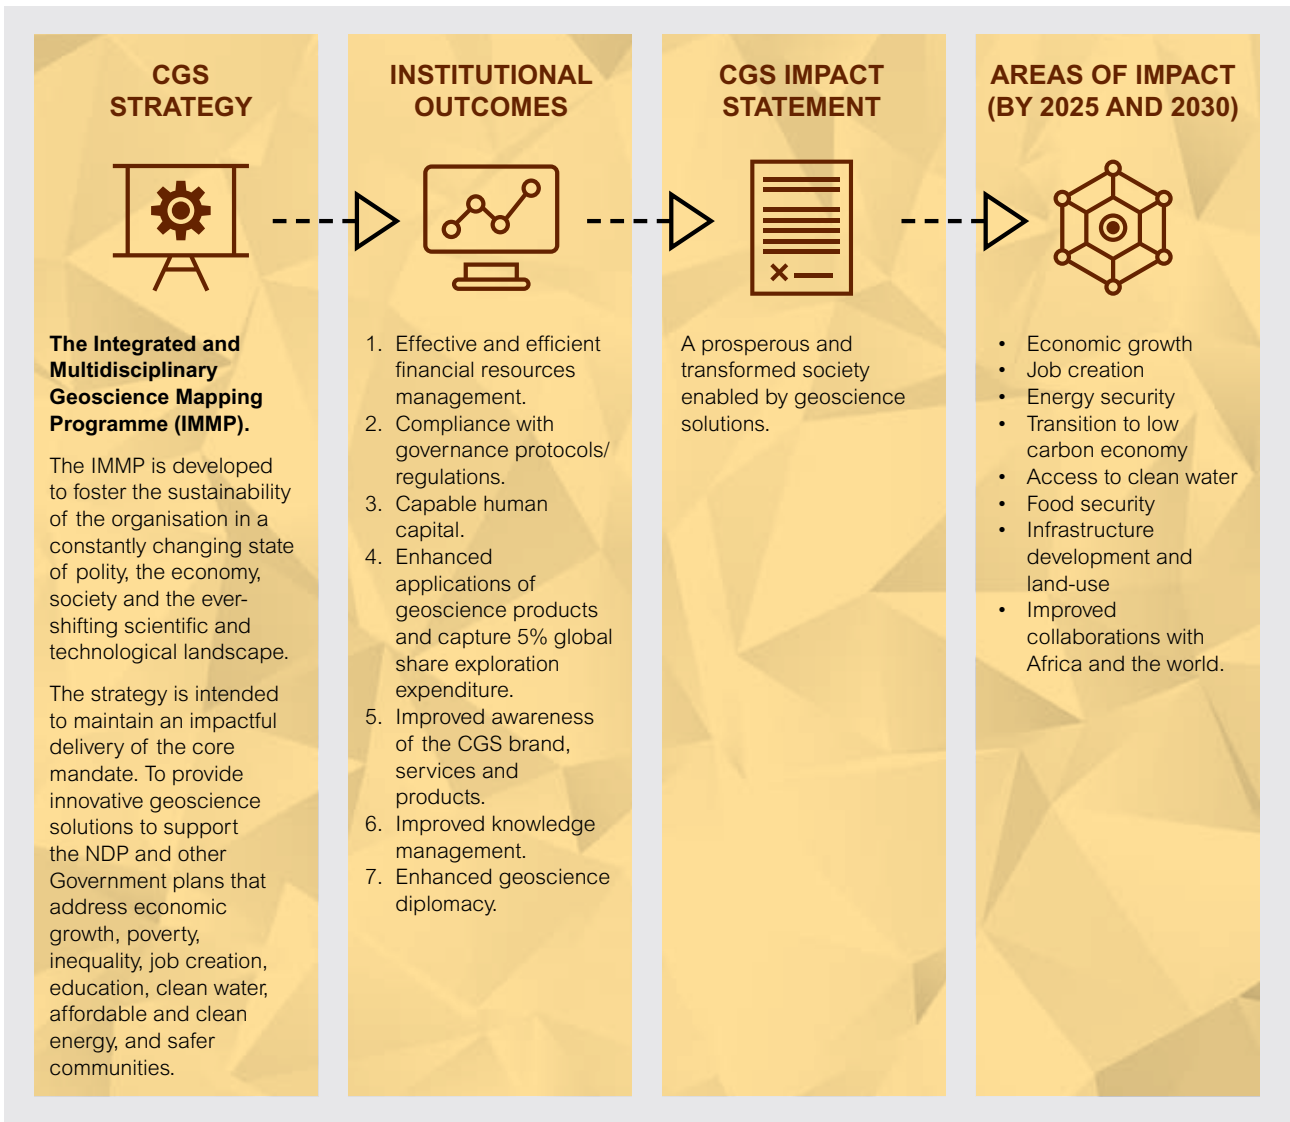 CGS
STRATEGY
The Integrated and
Multidisciplinary
Geoscience Mapping
Programme (IMMP).
The IMMP is developed
to foster the sustainability
of the organisation in a
constantly changing state
of polity, the economy,
society and the ever-
shifting scientific and
technological landscape.
The strategy is intended
to maintain an impactful
delivery of the core
mandate. To provide
innovative geoscience
solutions to support
the NDP and other
Government plans that
address economic
growth, poverty,
inequality, job creation,
education, clean water,
affordable and clean
energy, and safer
communities.
INSTITUTIONAL
OUTCOMES
1. Effective and efficient
financial resources
management.
2. Compliance with
governance protocols/
regulations.
3. Capable human
capital.
4. Enhanced
applications of
geoscience products
and capture 5% global
share exploration
expenditure.
5. Improved awareness
of the CGS brand,
services and
products.
6. Improved knowledge
management.
7. Enhanced geoscience
diplomacy.
CGS IMPACT
STATEMENT
A prosperous and
transformed society
enabled by geoscience
solutions.
AREAS OF IMPACT
(BY 2025 AND 2030)
• Economic growth
• Job creation
• Energy security
• Transition to low
carbon economy
• Access to clean water
• Food security
• Infrastructure
development and
land-use
• Improved
collaborations with
Africa and the world.